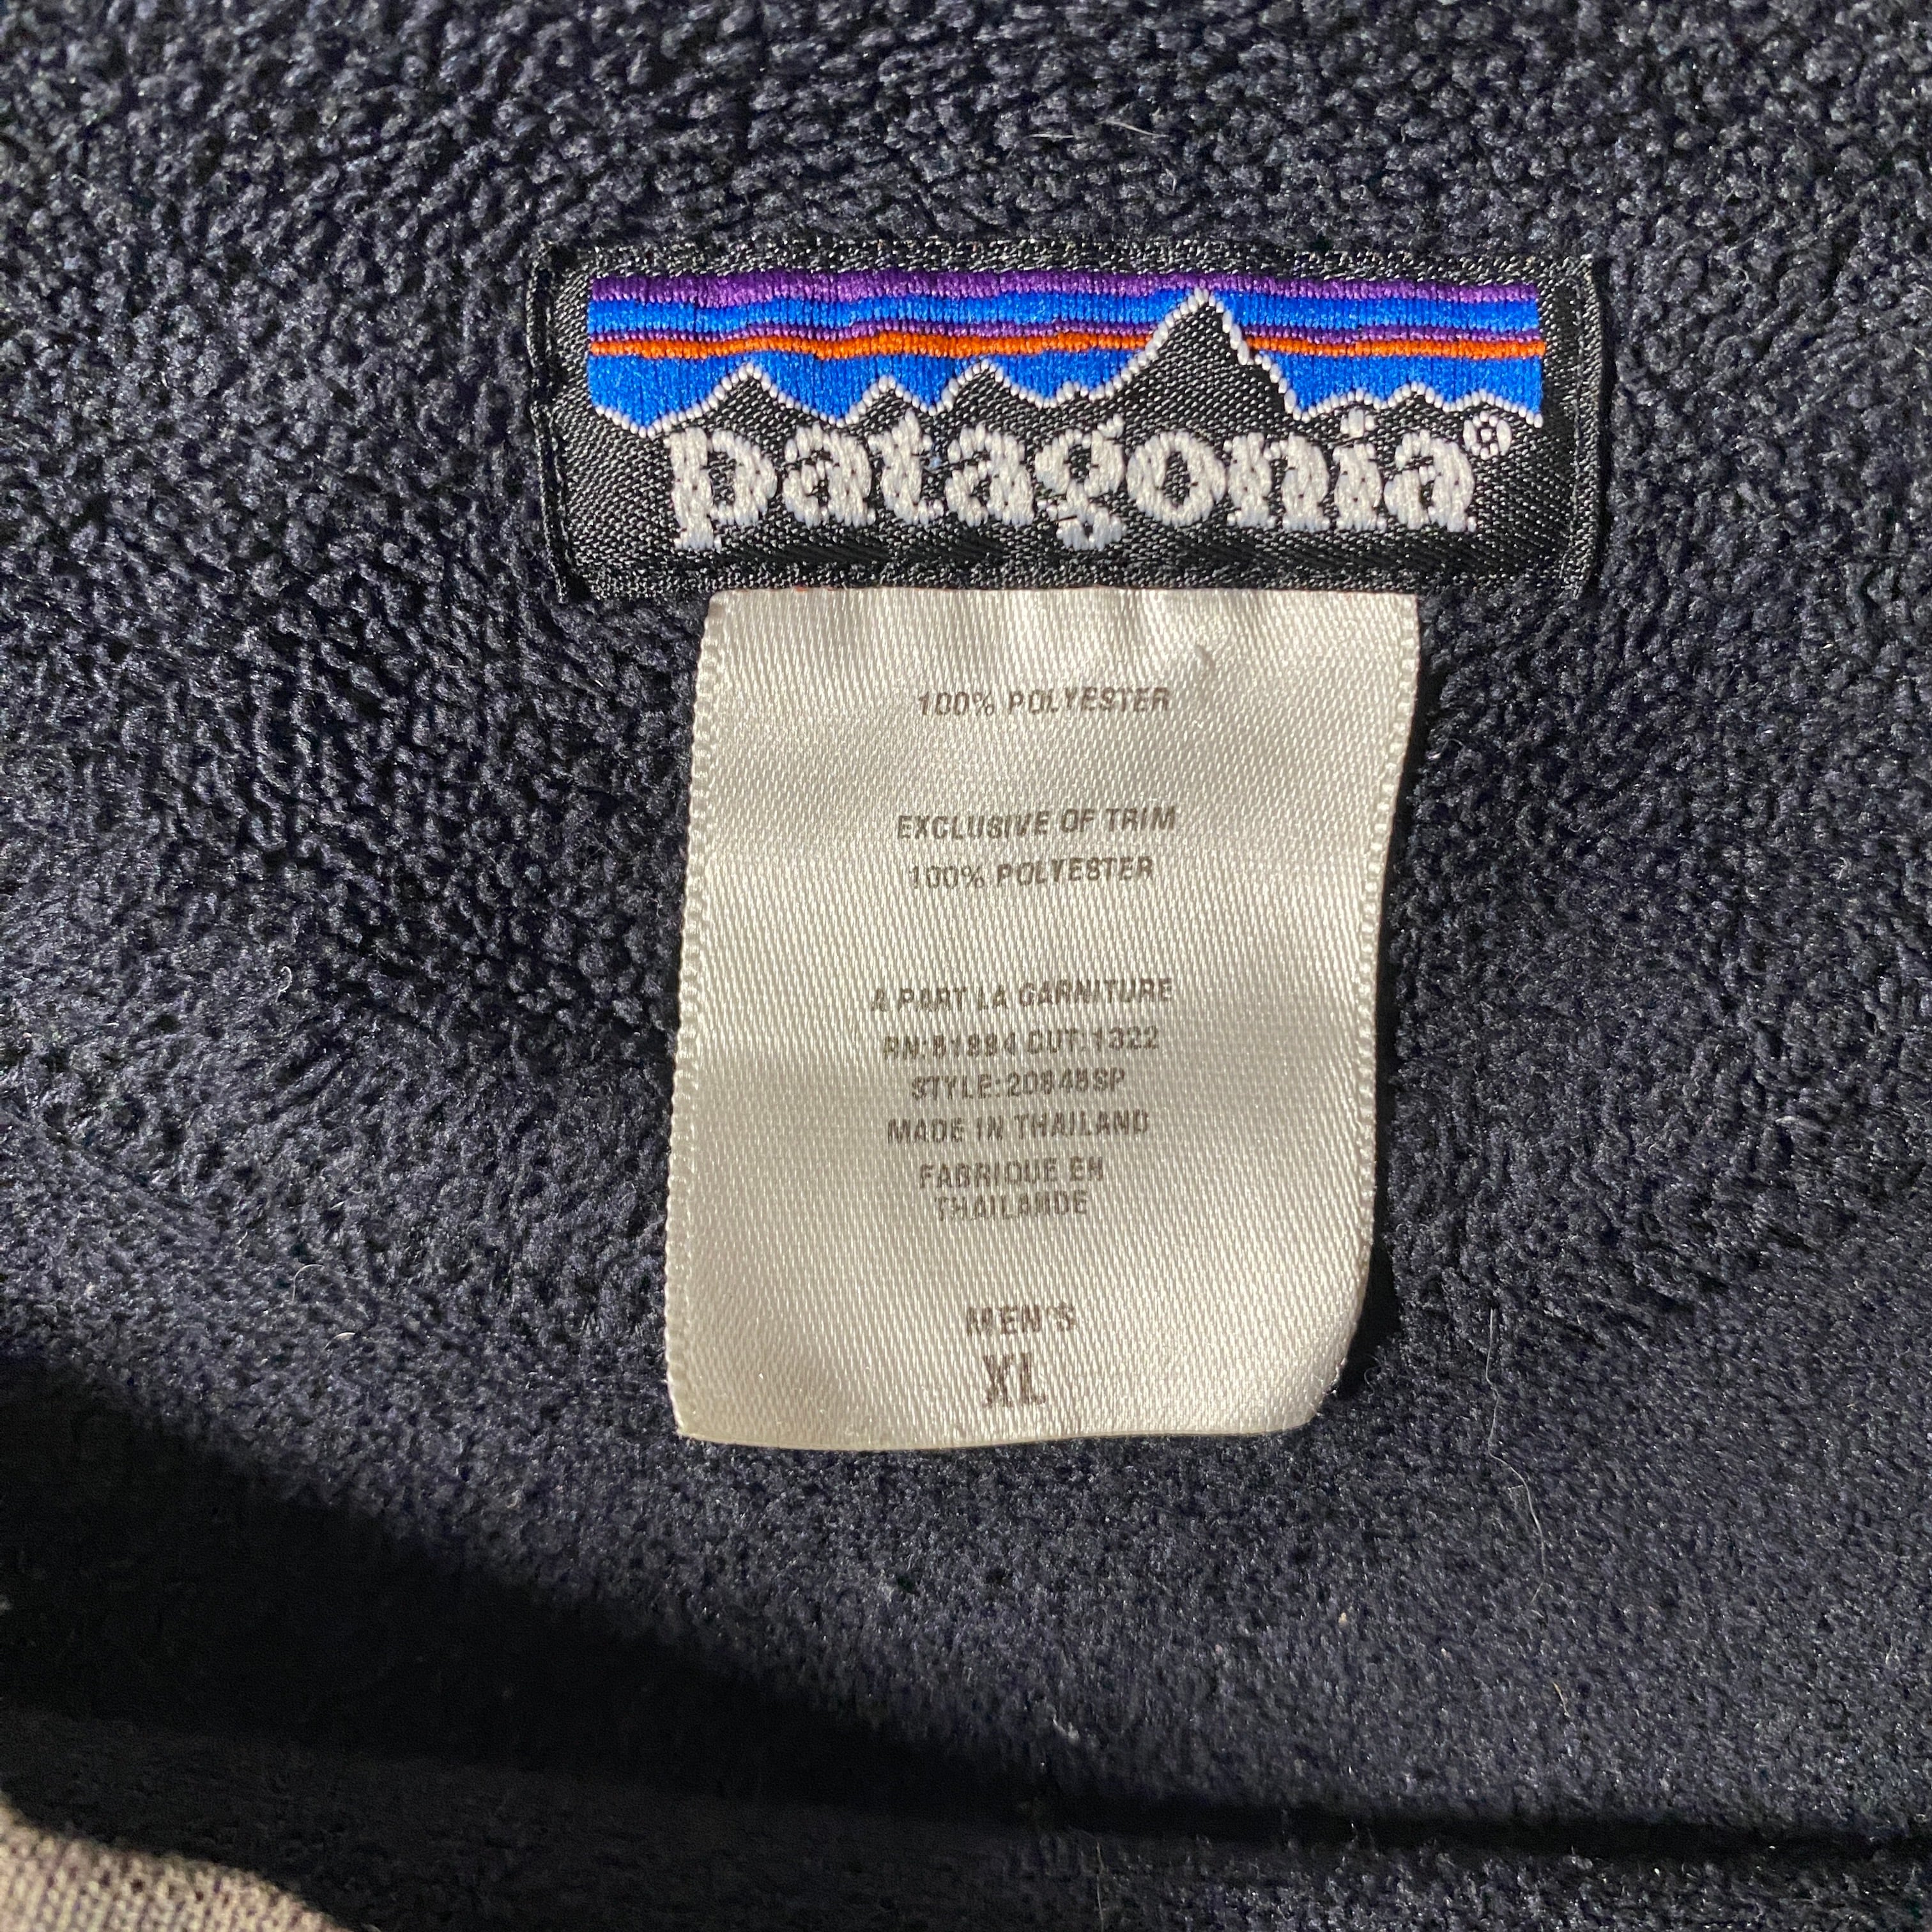 patagonia®
100% POLYESTER
EXCLUSIVE OF TRIM
100% POLYESTER
A PART LA GARNITURE
RN:51884 CUT:1322
STYLE:20845SP
MADE IN THAILAND
FABRIQUE EN
THAILANDE
MEN'S
XL